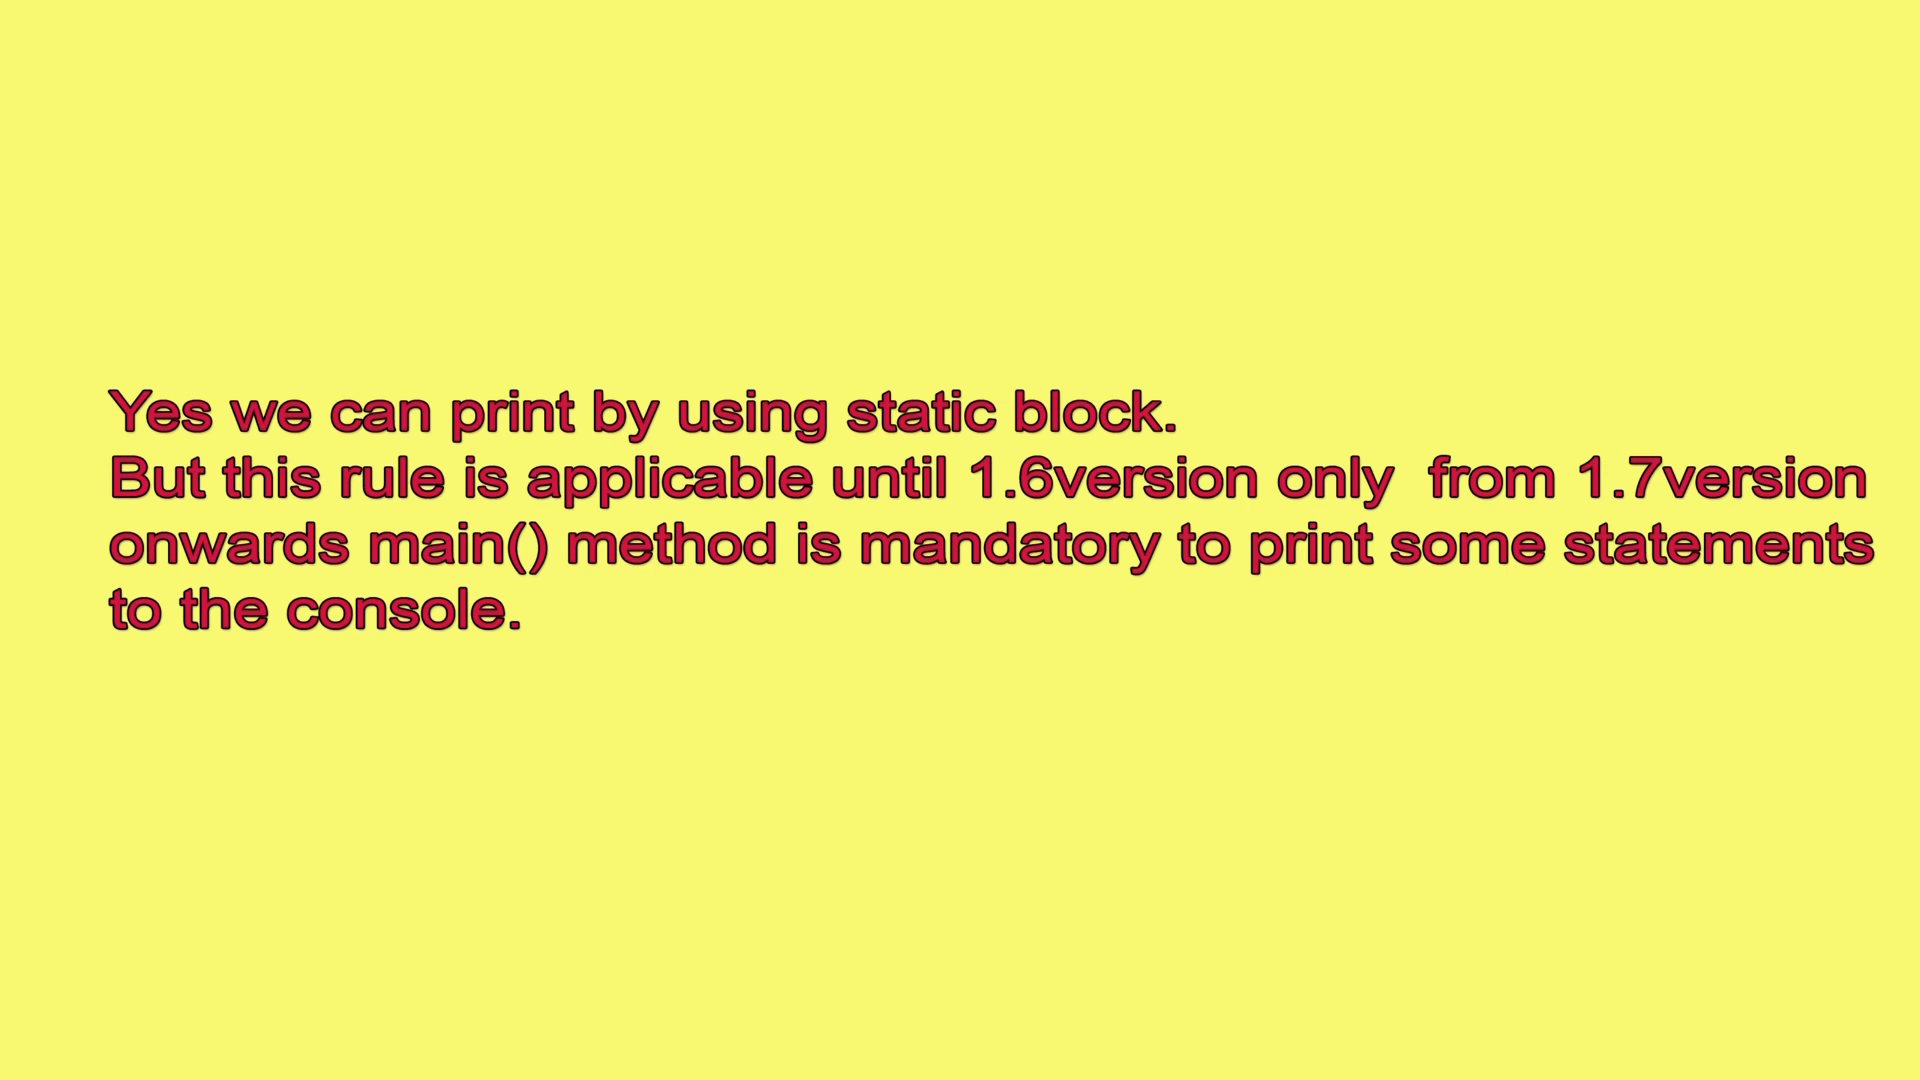 Yes we can print by using static block.
But this rule is applicable until 1.6version only  from 1.7version
onwards main() method is mandatory to print some statements
to the console.